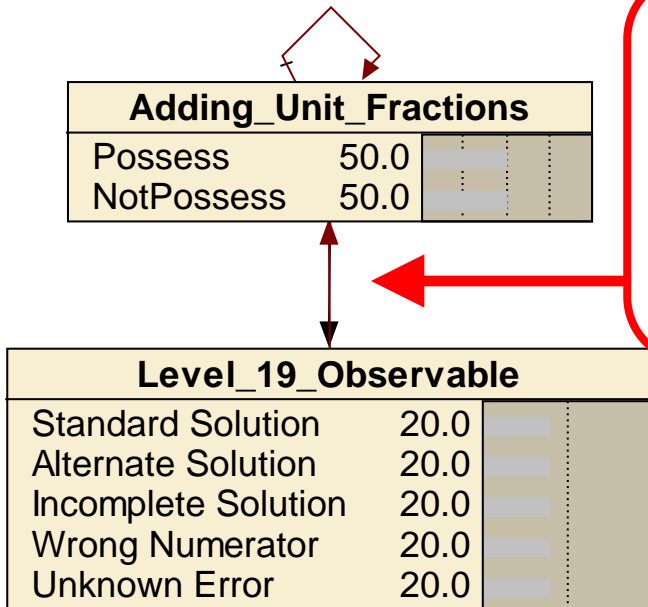 Adding_Unit_Fractions
Possess 50.0
NotPossess 50.0
Level_19_Observable
Standard Solution 20.0
Alternate Solution 20.0
Incomplete Solution 20.0
Wrong Numerator 20.0
Unknown Error 20.0